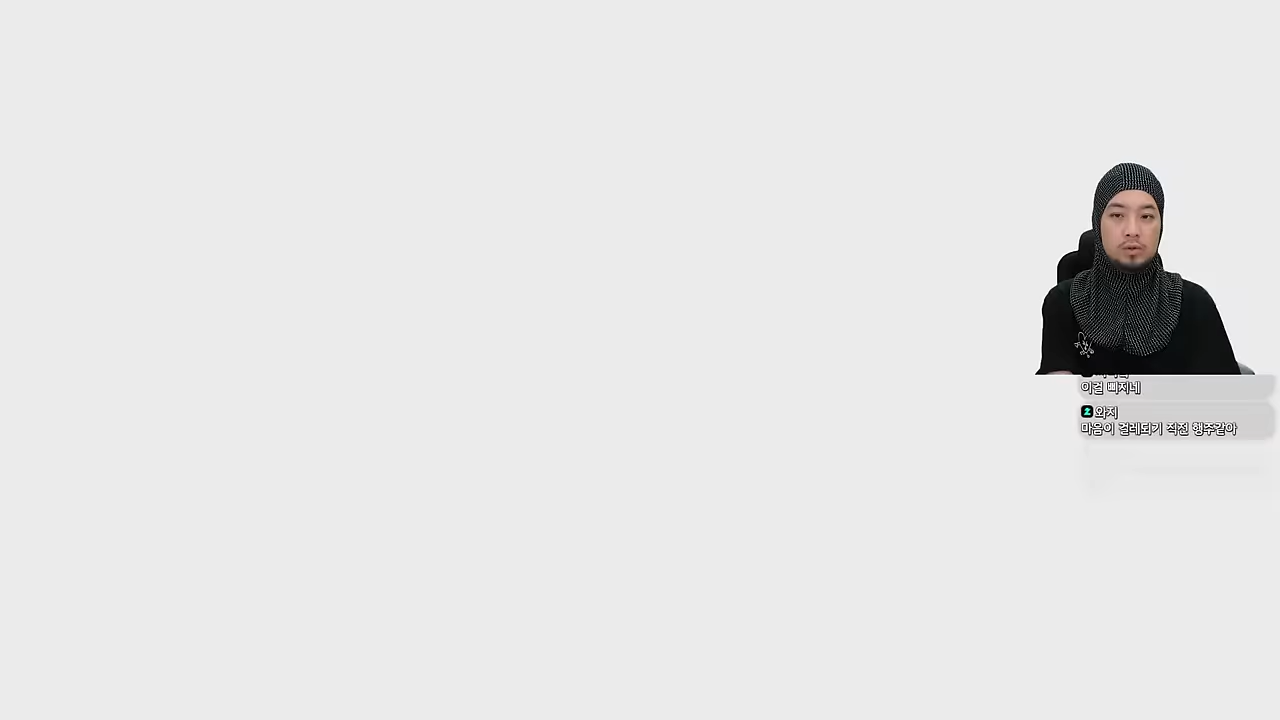 이걸 삐지네
와지
마음이 걸레되기 직전 행주같아